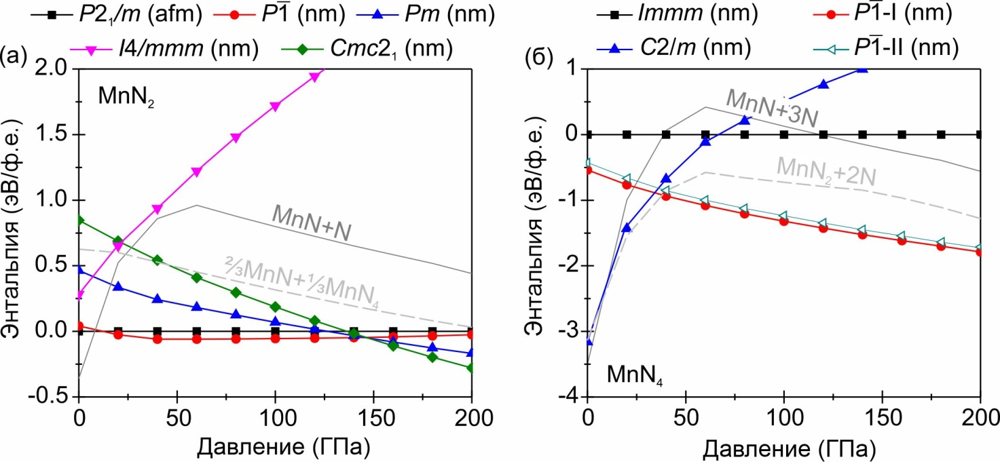 P2₁/m (afm) P1̅ (nm) Pm (nm)
I4/mmm (nm) Cmc2₁ (nm)
(а)
MnN₂
2.0
1.5
1.0
0.5
0.0
-0.5
Энтальпия (эВ/ф.е.)
MnN+N
⅔MnN+⅓MnN₄
0 50 100 150 200
Давление (ГПа)
Immm (nm) P1̅-I (nm)
C2/m (nm) P1̅-II (nm)
(б)
1
0
-1
-2
-3
-4
Энтальпия (эВ/ф.е.)
MnN+3N
MnN₂+2N
MnN₄
0 50 100 150 200
Давление (ГПа)